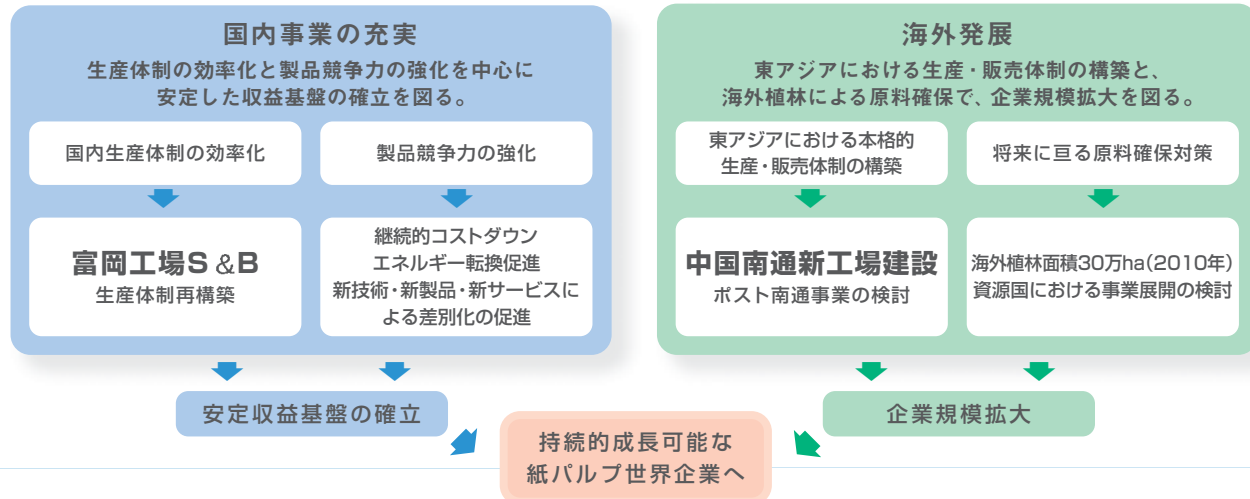 国内事業の充実
生産体制の効率化と製品競争力の強化を中心に
安定した収益基盤の確立を図る。
国内生産体制の効率化
製品競争力の強化
富岡工場S&B
生産体制再構築
継続的コストダウン
エネルギー転換促進
新技術・新製品・新サービスに
よる差別化の促進
安定収益基盤の確立
海外発展
東アジアにおける生産・販売体制の構築と、
海外植林による原料確保で、企業規模拡大を図る。
東アジアにおける本格的
生産・販売体制の構築
将来に亘る原料確保対策
中国南通新工場建設
ポスト南通事業の検討
海外植林面積30万ha(2010年)
資源国における事業展開の検討
企業規模拡大
持続的成長可能な
紙パルプ世界企業へ